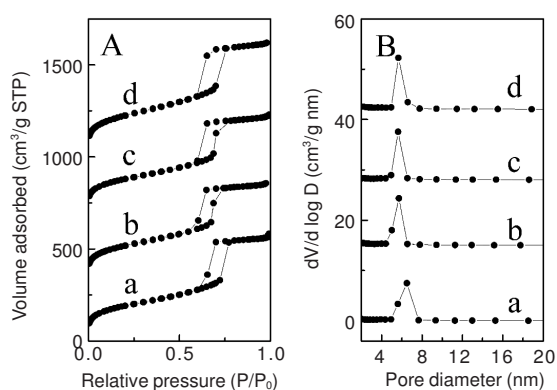 A
B
Volume adsorbed (cm³/g STP)
1500
1000
500
0
d
c
b
a
0.0
0.5
1.0
Relative pressure (P/P₀)
dV/d log D (cm³/g nm)
60
40
20
0
d
c
b
a
4
8
12
16
20
Pore diameter (nm)